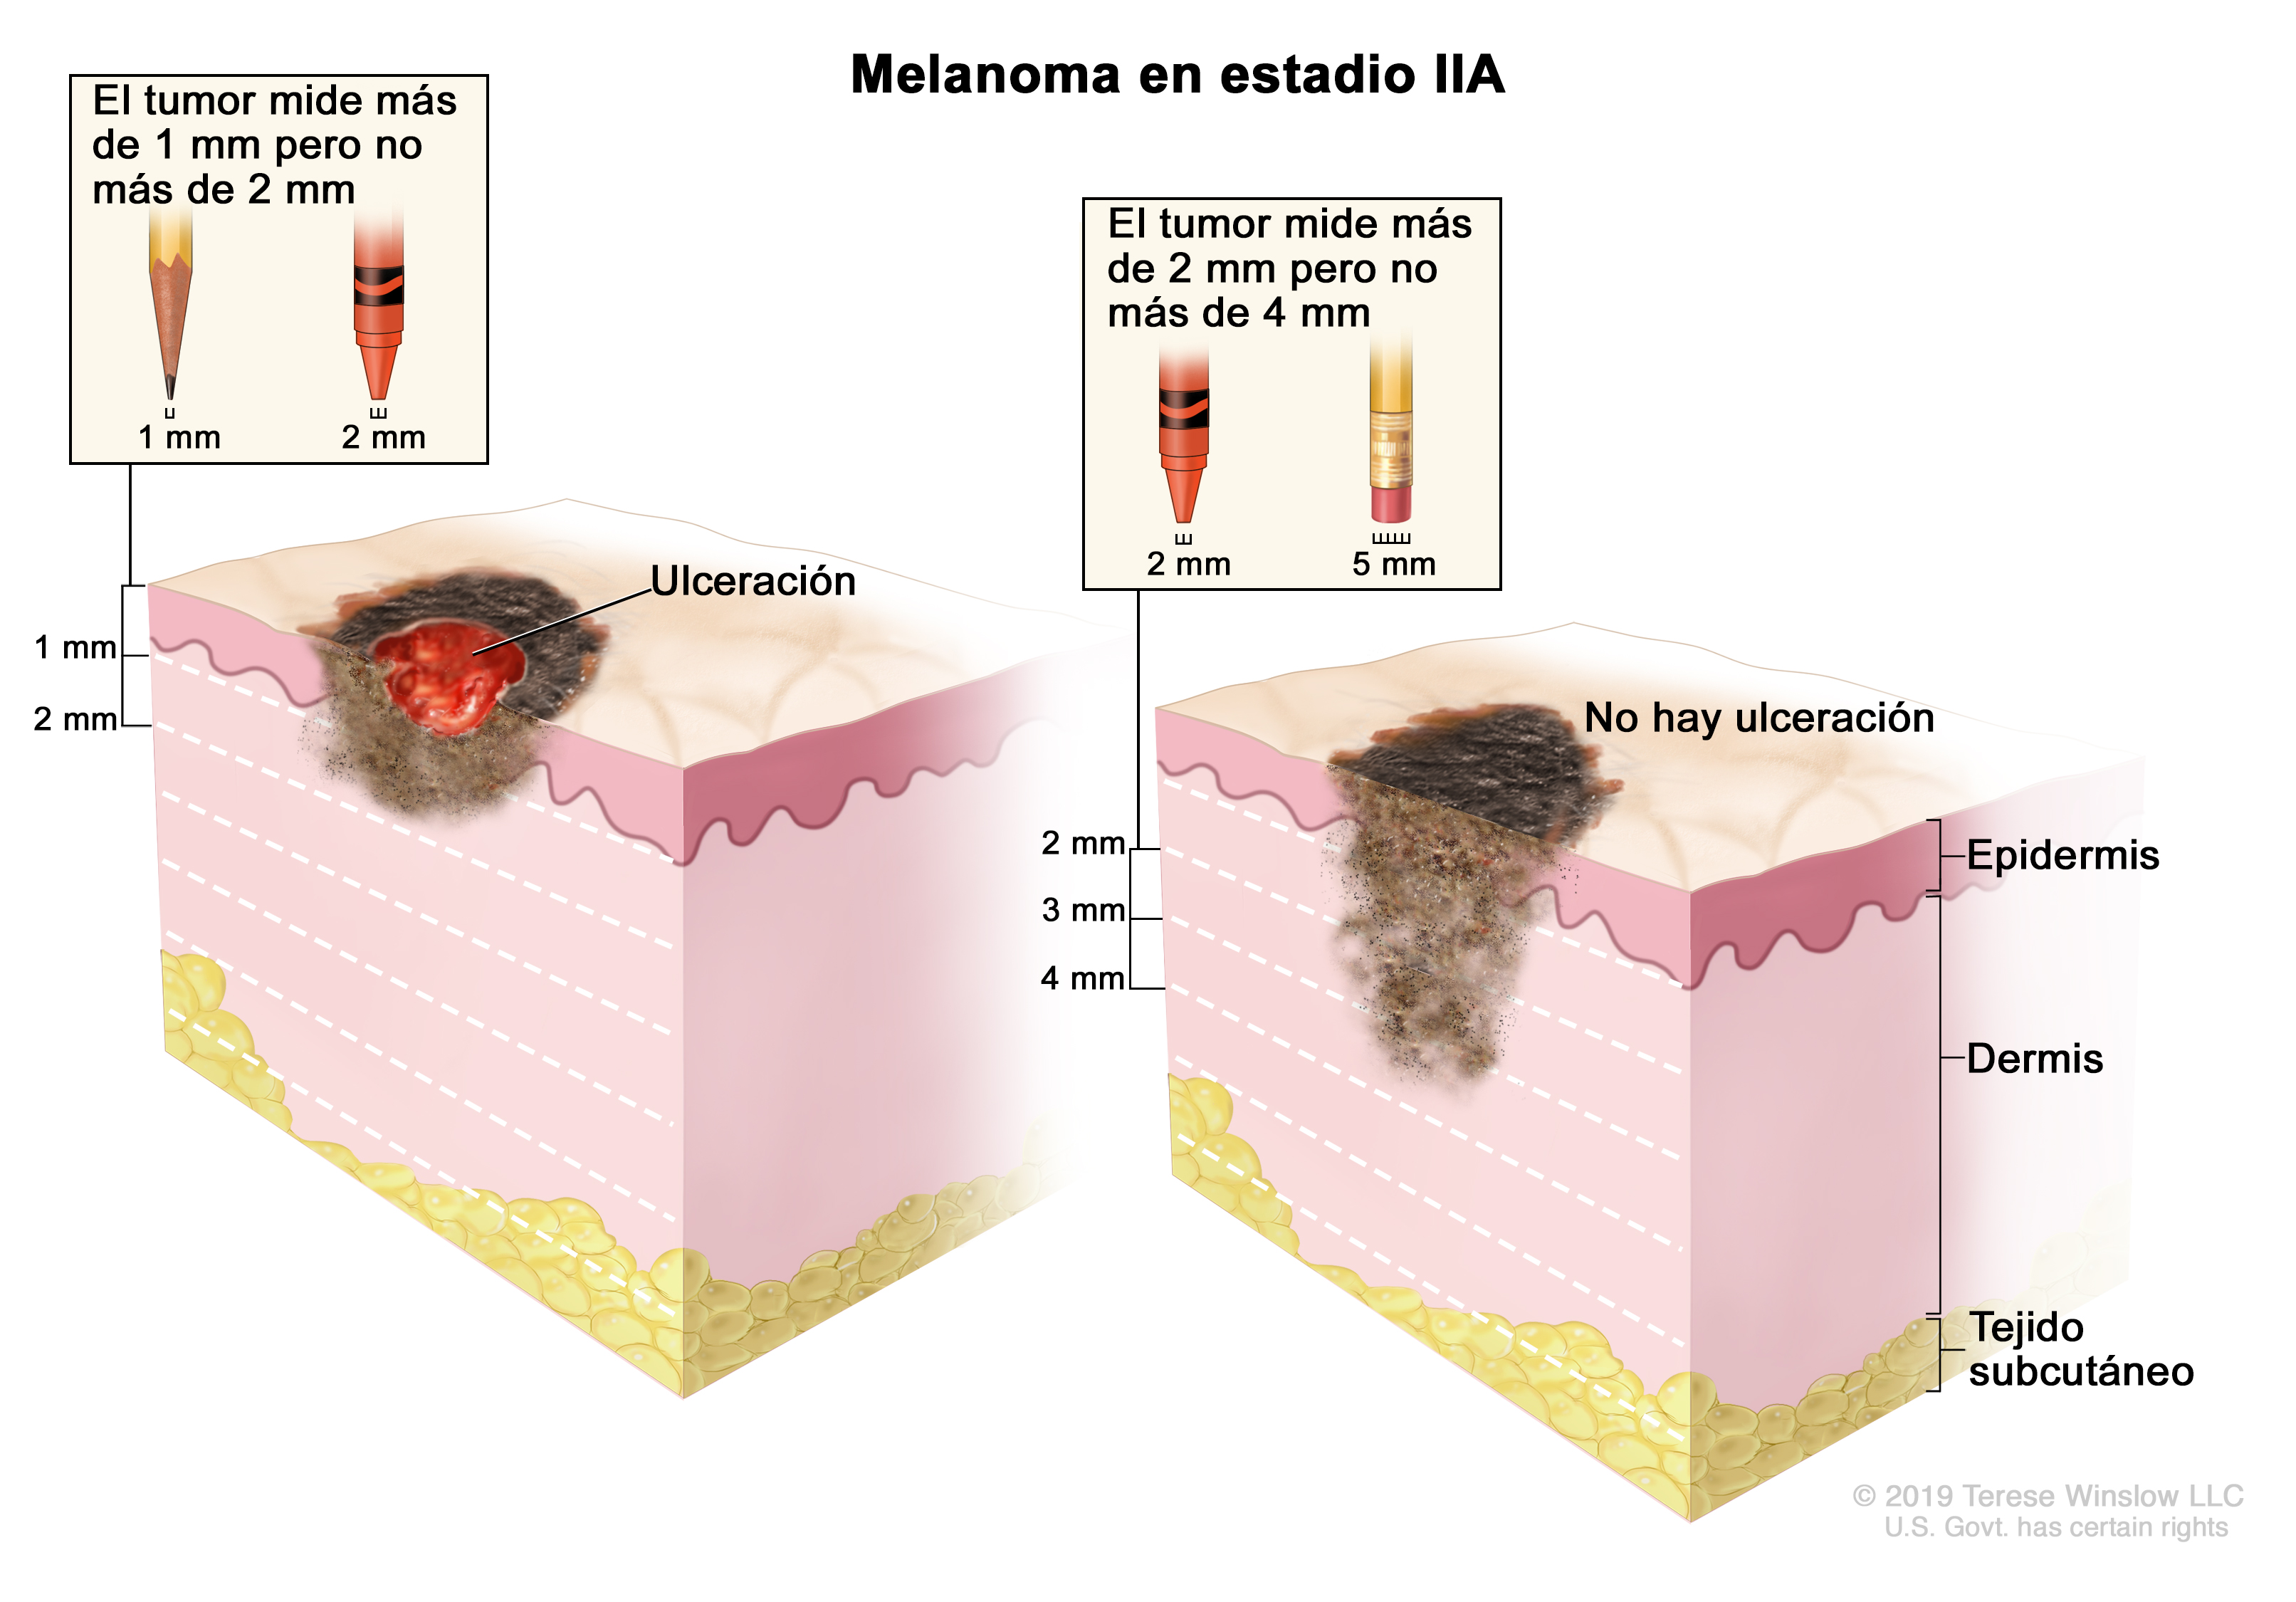 Melanoma en estadio IIA
El tumor mide más
de 1 mm pero no
más de 2 mm
1 mm
2 mm
El tumor mide más
de 2 mm pero no
más de 4 mm
2 mm
5 mm
Ulceración
1 mm
2 mm
No hay ulceración
2 mm
3 mm
4 mm
Epidermis
Dermis
Tejido
subcutáneo
© 2019 Terese Winslow LLC
U.S. Govt. has certain rights